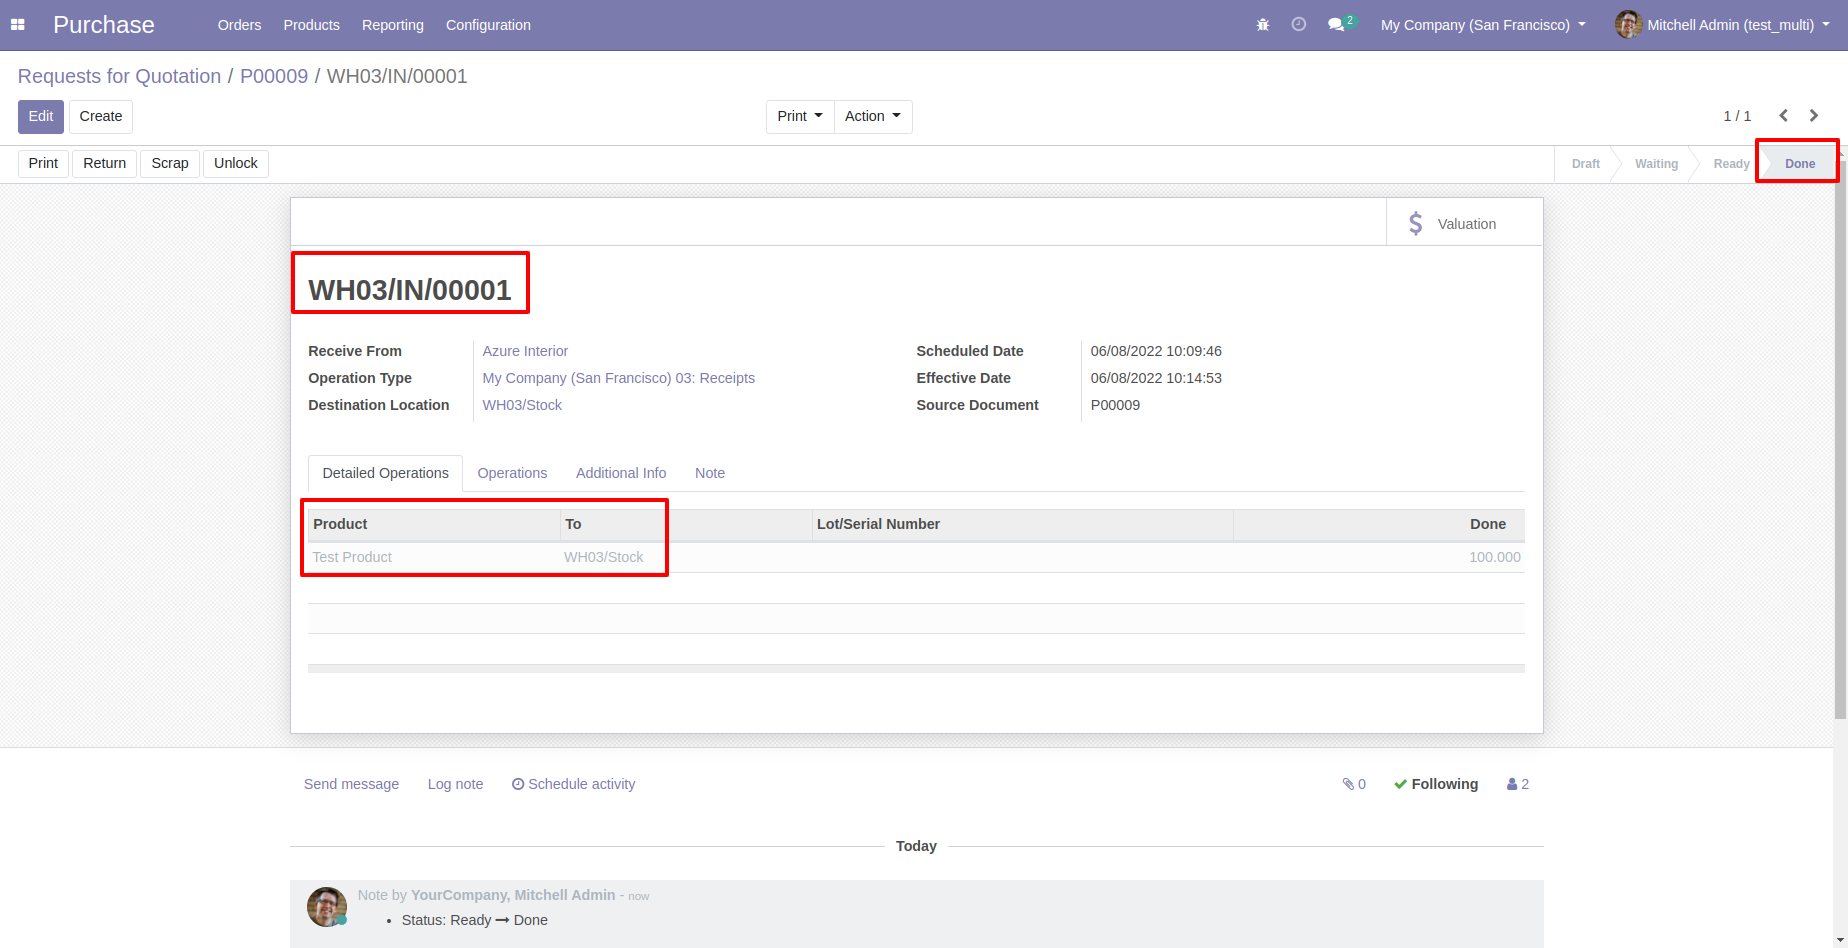 Purchase Orders Products Reporting Configuration 2 My Company (San Francisco) Mitchell Admin (test_multi)
Requests for Quotation / P00009 / WH03/IN/00001
Edit Create Print Action 1 / 1
Print Return Scrap Unlock Draft Waiting Ready Done
$ Valuation
WH03/IN/00001
Receive From Azure Interior Scheduled Date 06/08/2022 10:09:46
Operation Type My Company (San Francisco) 03: Receipts Effective Date 06/08/2022 10:14:53
Destination Location WH03/Stock Source Document P00009
Detailed Operations Operations Additional Info Note
Product To Lot/Serial Number Done
Test Product WH03/Stock 100.000
Send message Log note Schedule activity 0 Following 2
Today
Note by YourCompany, Mitchell Admin - now
• Status: Ready → Done